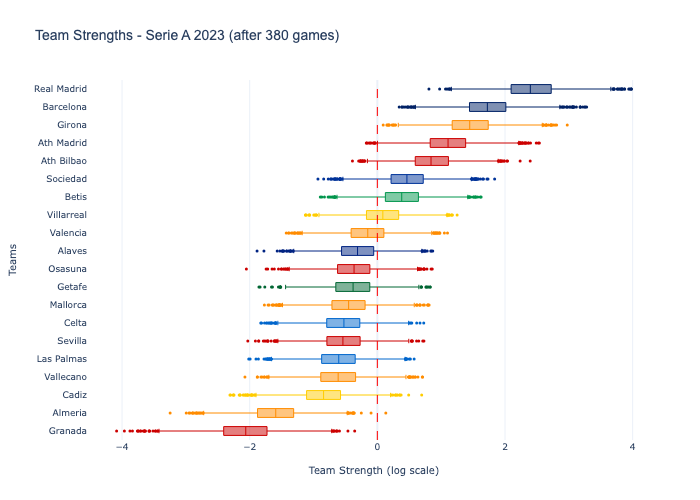 Team Strengths - Serie A 2023 (after 380 games)
Real Madrid
Barcelona
Girona
Ath Madrid
Ath Bilbao
Sociedad
Betis
Villarreal
Valencia
Alaves
Osasuna
Getafe
Mallorca
Celta
Sevilla
Las Palmas
Vallecano
Cadiz
Almeria
Granada
Teams
−4
−2
0
2
4
Team Strength (log scale)